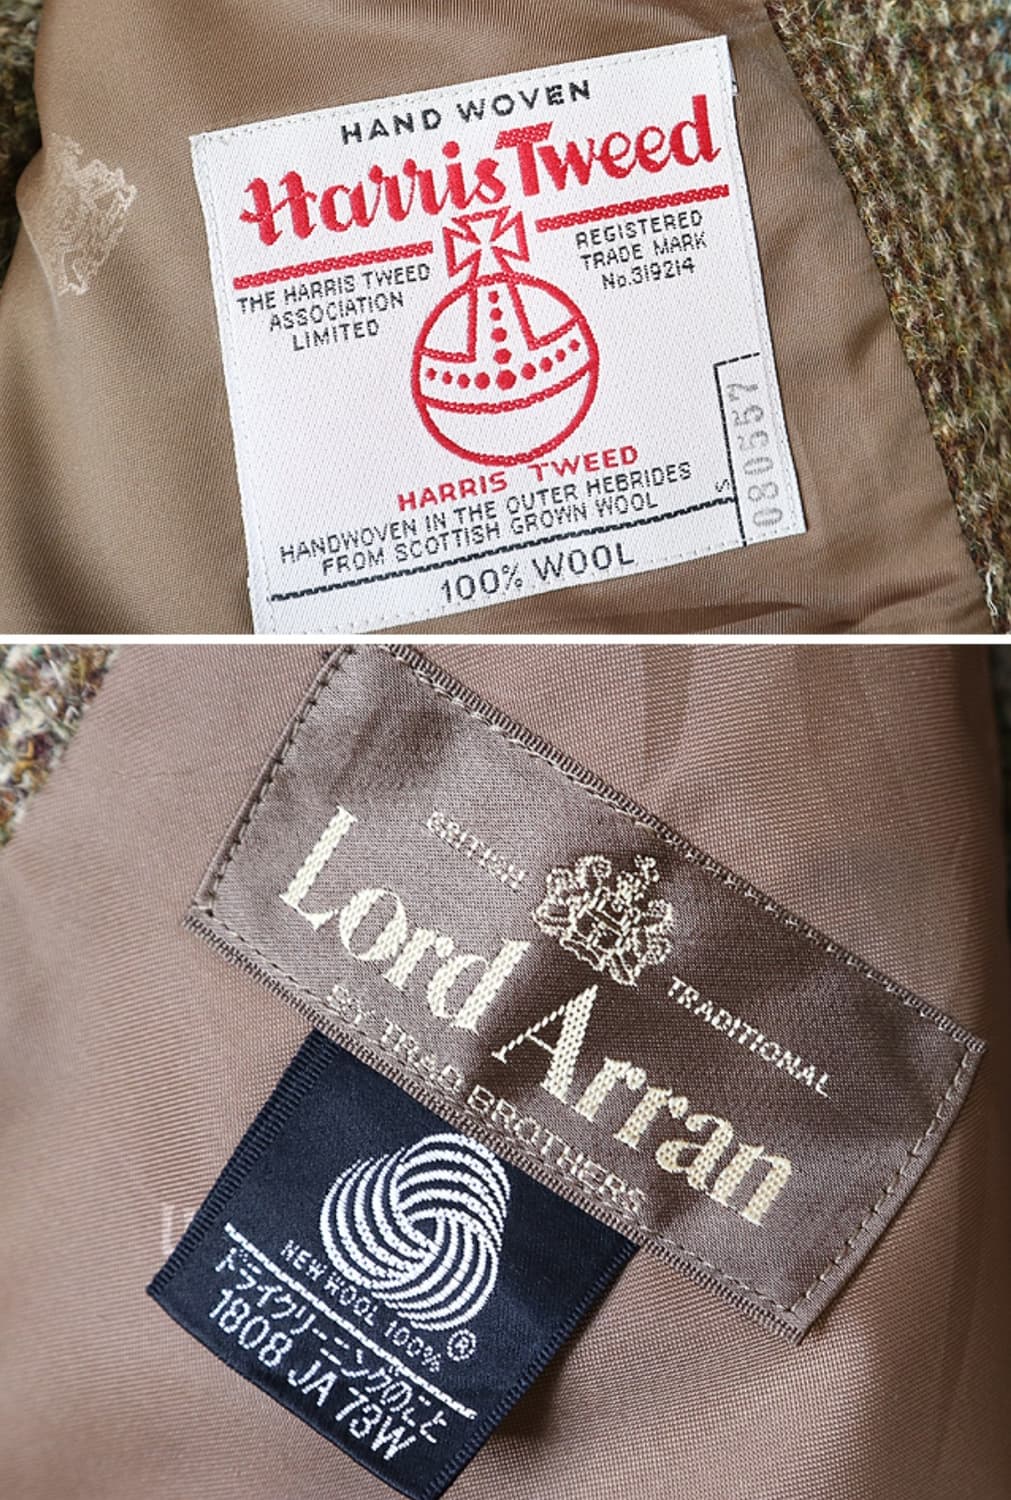 HAND WOVEN
Harris Tweed
THE HARRIS TWEED
ASSOCIATION
LIMITED
REGISTERED
TRADE MARK
No.319214
HARRIS TWEED
HANDWOVEN IN THE OUTER HEBRIDES
FROM SCOTTISH GROWN WOOL
100% WOOL
S
080557
BRITISH
TRADITIONAL
Lord Arran
BY TRAD BROTHERS
NEW WOOL 100%
®
ドライクリーニングのこと
1808 JA 73W